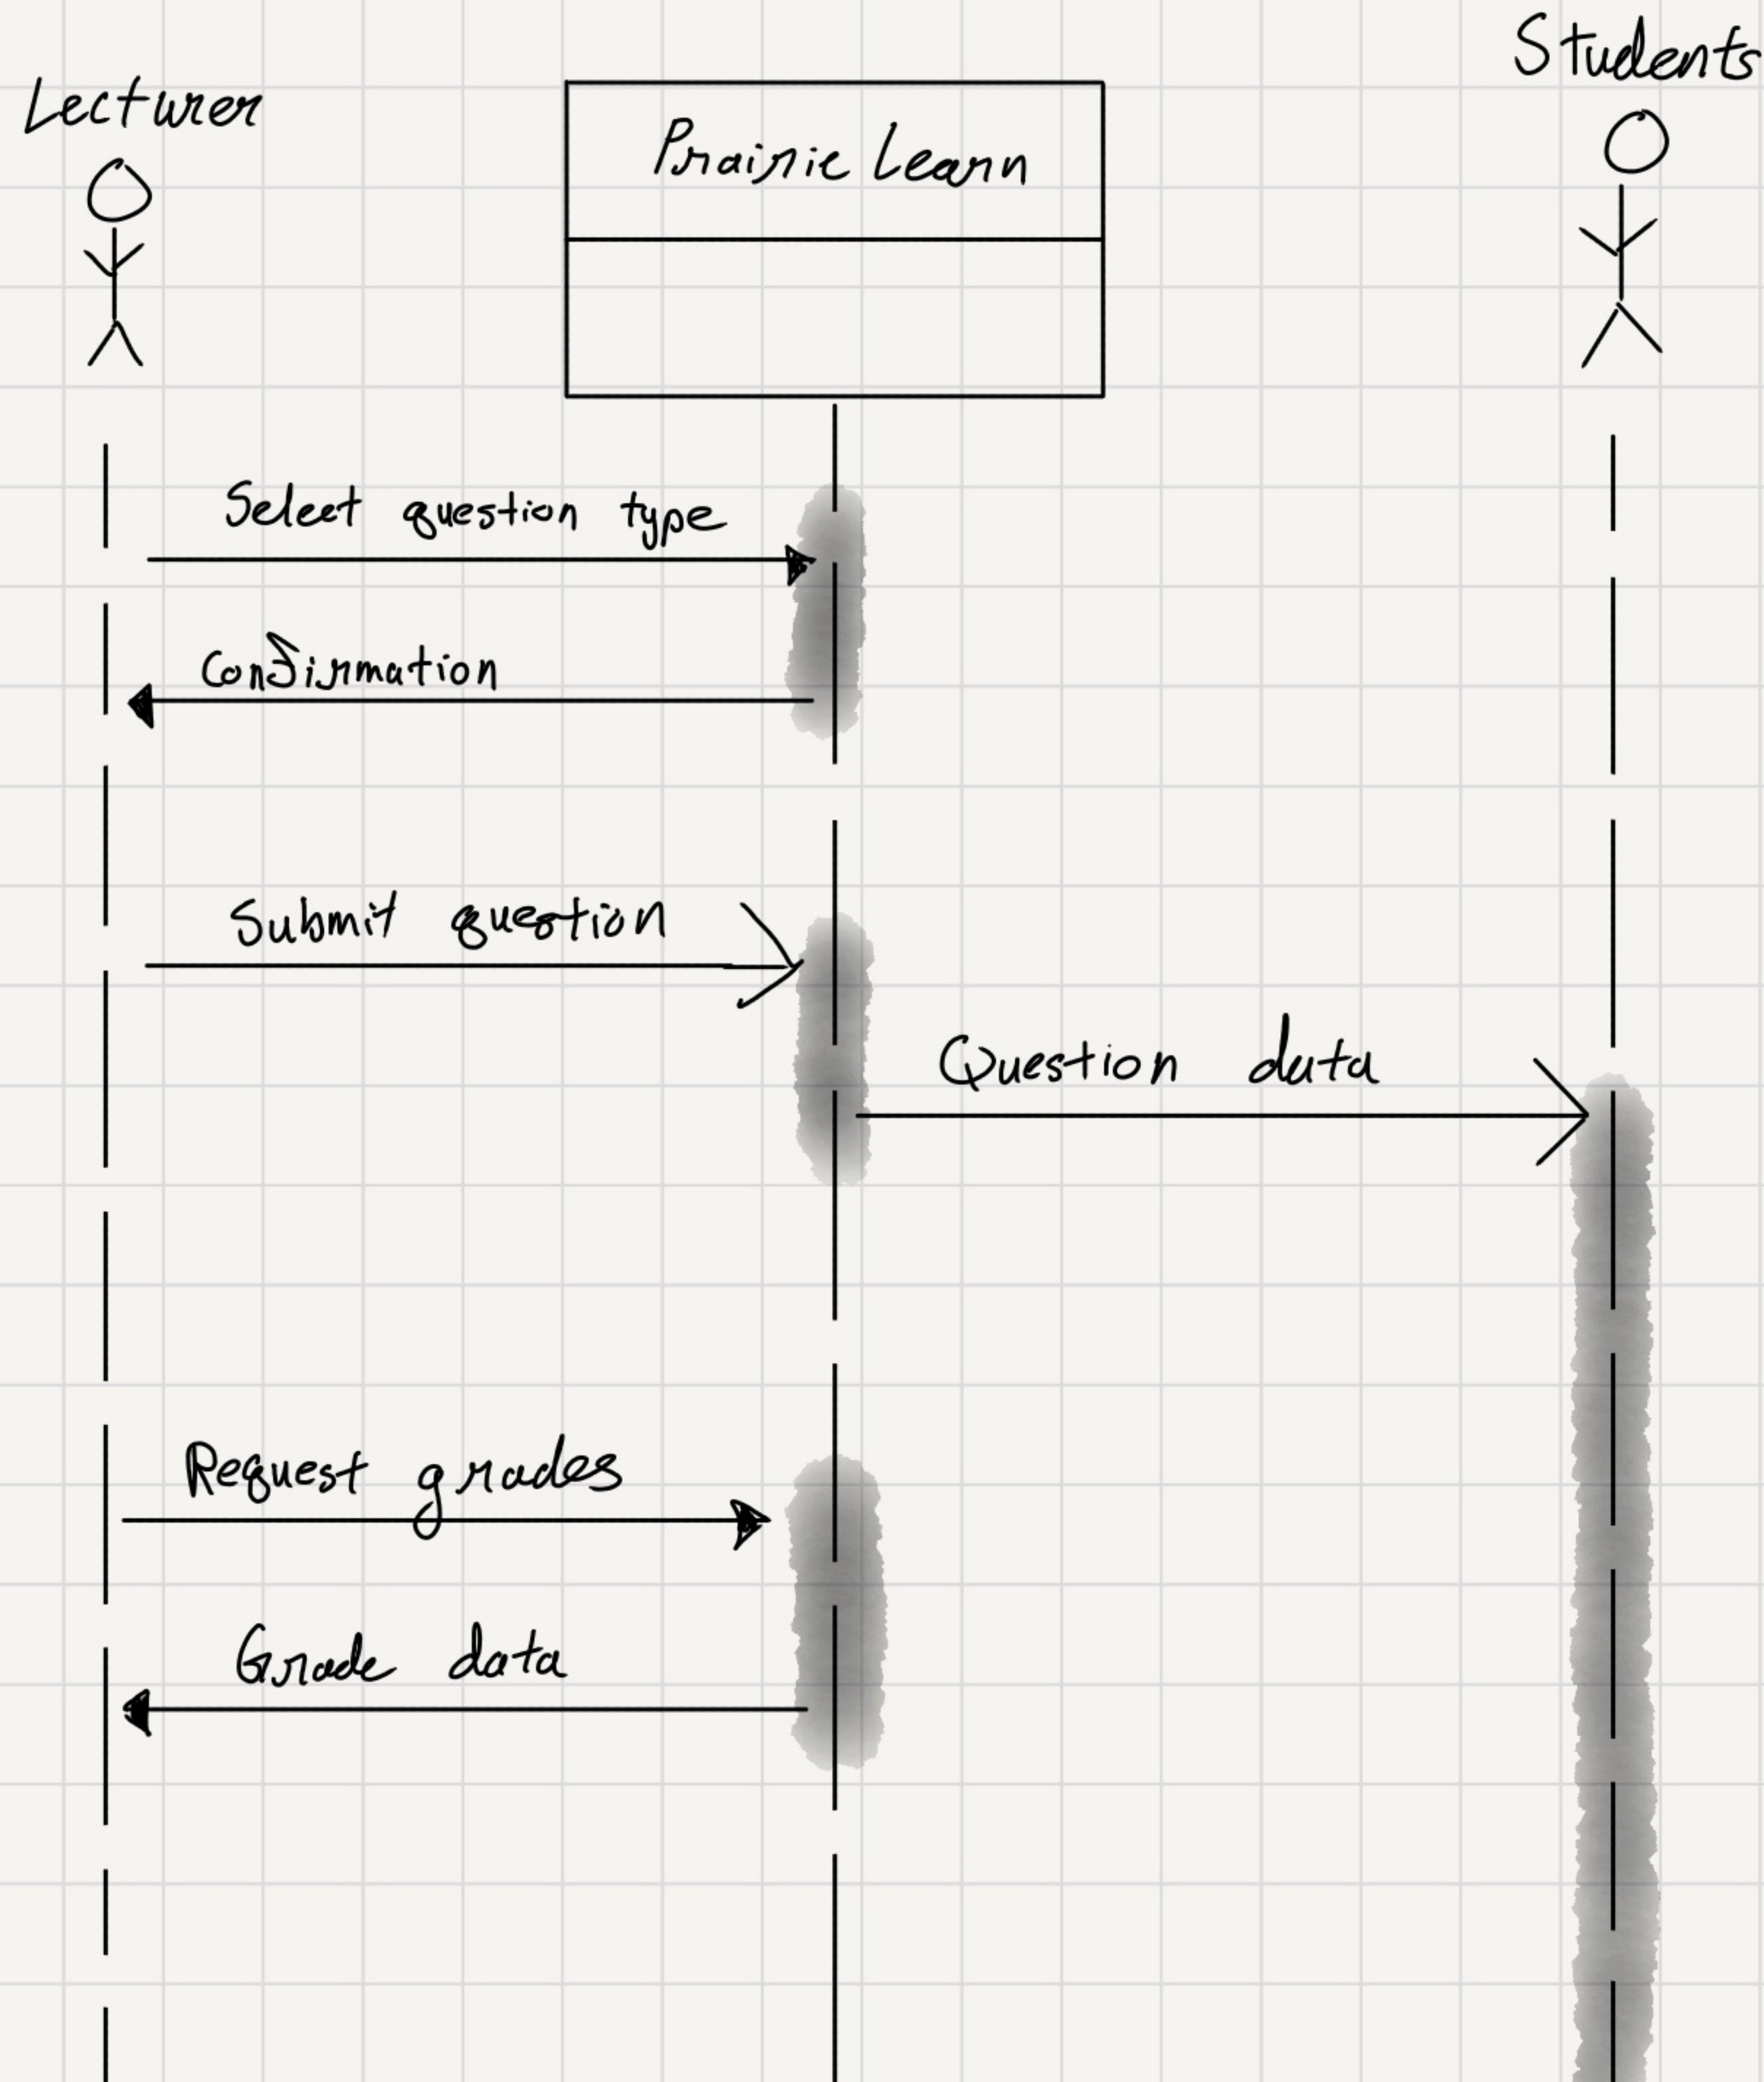 Students
Lecturer
Prairie Learn
Select question type
Confirmation
Submit question
Question data
Request grades
Grade data